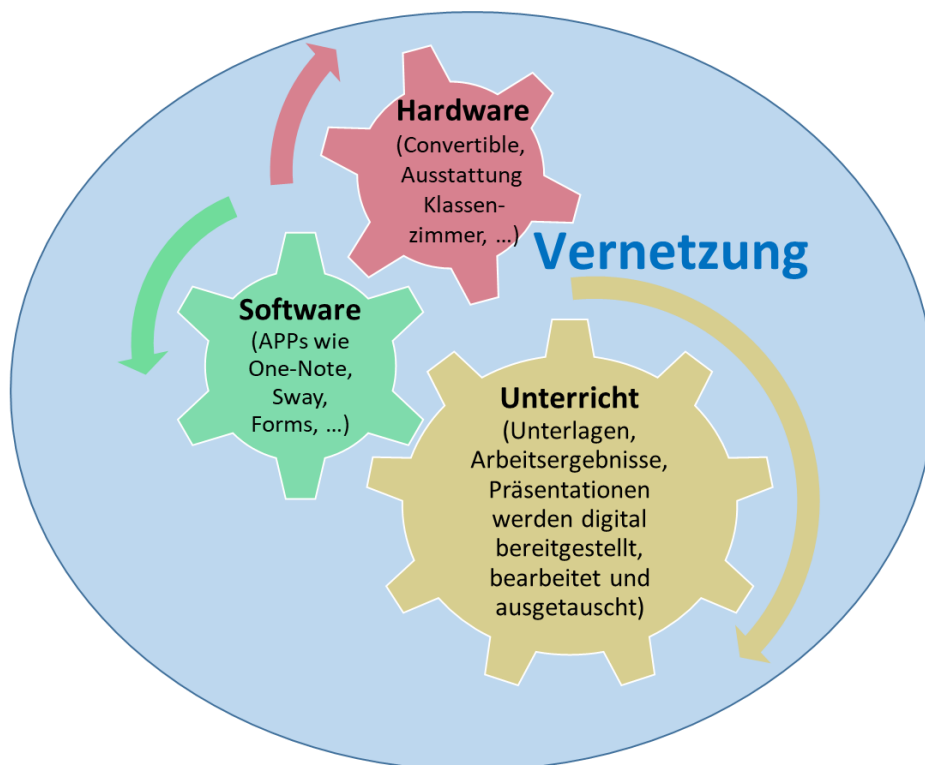 Hardware
(Convertible,
Ausstattung
Klassen-
zimmer, …)
Vernetzung
Software
(APPs wie
One-Note,
Sway,
Forms, …)
Unterricht
(Unterlagen,
Arbeitsergebnisse,
Präsentationen
werden digital
bereitgestellt,
bearbeitet und
ausgetauscht)